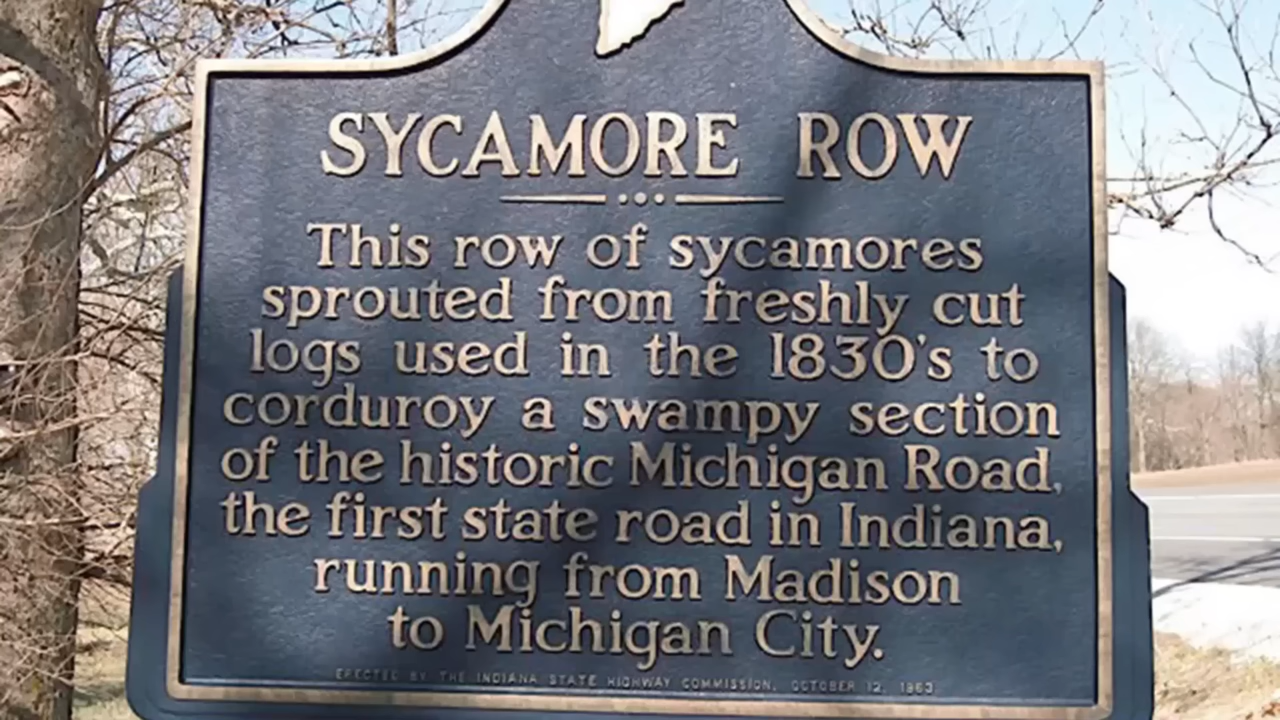 SYCAMORE ROW
This row of sycamores
sprouted from freshly cut
logs used in the 1830's to
corduroy a swampy section
of the historic Michigan Road,
the first state road in Indiana,
running from Madison
to Michigan City.
ERECTED BY THE INDIANA STATE HIGHWAY COMMISSION, OCTOBER 12, 1963